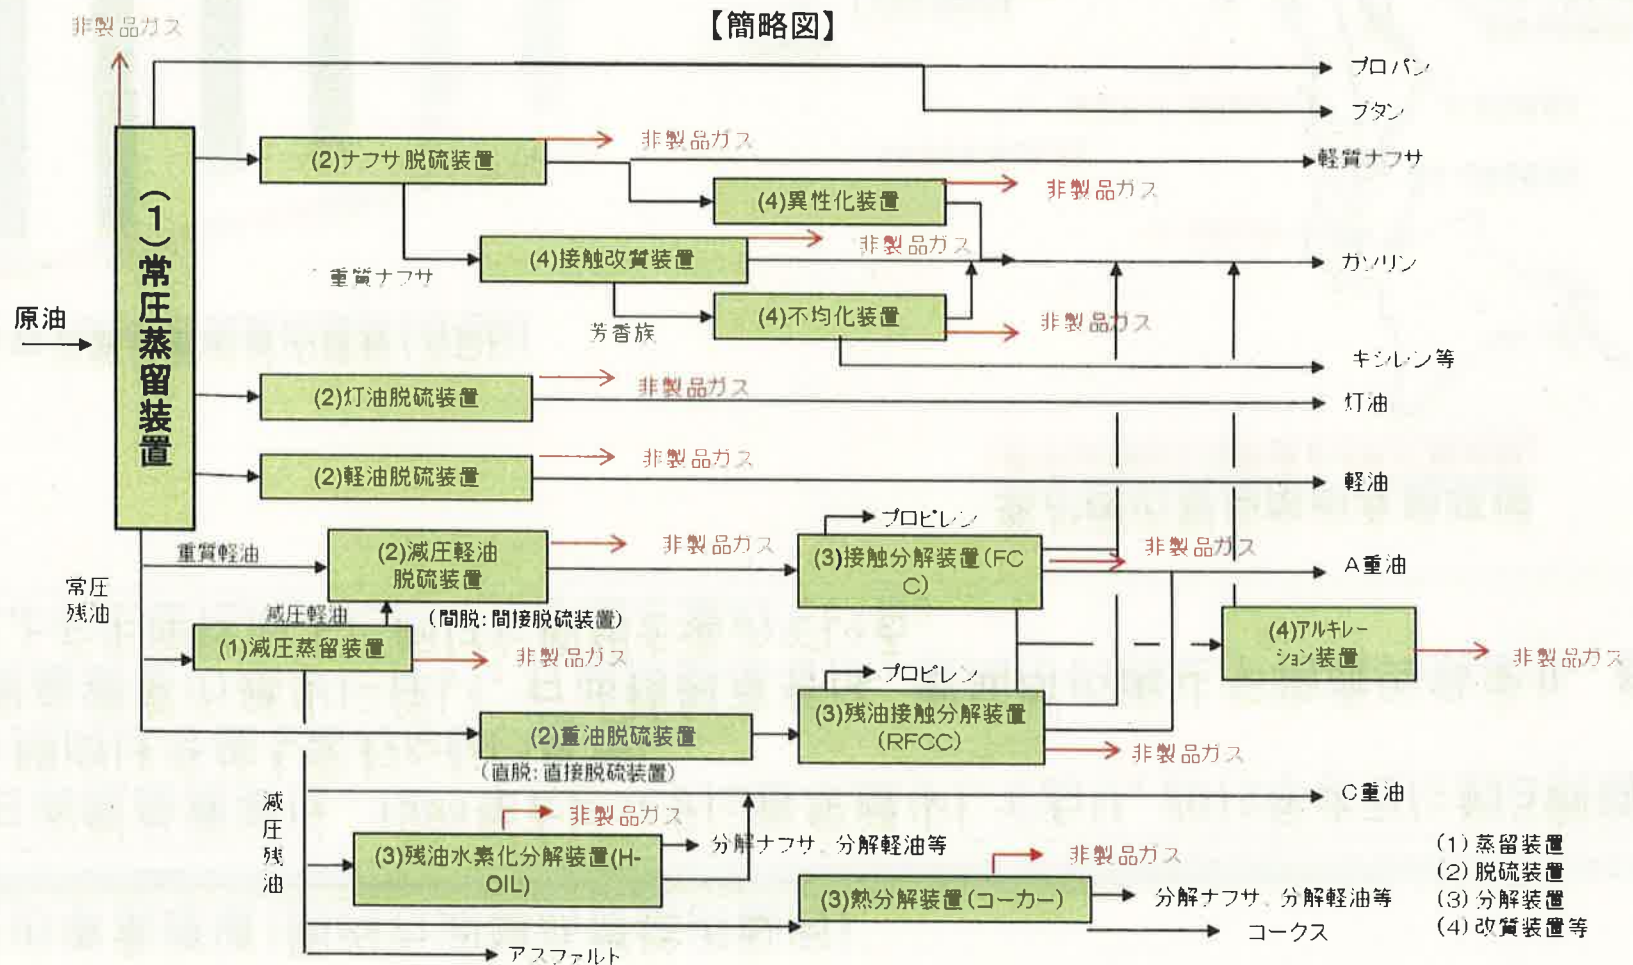 【簡略図】
非製品ガス
プロパン
ブタン
(2)ナフサ脱硫装置
非製品ガス
軽質ナフサ
(4)異性化装置
非製品ガス
(4)接触改質装置
非製品ガス
重質ナフサ
ガソリン
(1)常圧蒸留装置
原油
芳香族
(4)不均化装置
非製品ガス
キシレン等
(2)灯油脱硫装置
非製品ガス
灯油
(2)軽油脱硫装置
非製品ガス
軽油
プロピレン
重質軽油
(2)減圧軽油
脱硫装置
非製品ガス
(3)接触分解装置(FC
C)
非製品ガス
A重油
常圧
残油
減圧軽油
(間脱:間接脱硫装置)
(1)減圧蒸留装置
非製品ガス
(4)アルキレー
ション装置
非製品ガス
プロピレン
(2)重油脱硫装置
(3)残油接触分解装置
(RFCC)
非製品ガス
(直脱:直接脱硫装置)
減圧残油
C重油
非製品ガス
(3)残油水素化分解装置(H-
OIL)
分解ナフサ、分解軽油等
非製品ガス
(3)熱分解装置(コーカー)
分解ナフサ、分解軽油等
コークス
アスファルト
(1)蒸留装置
(2)脱硫装置
(3)分解装置
(4)改質装置等